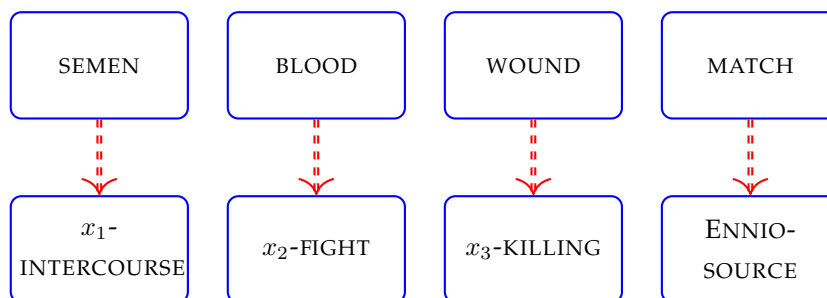 SEMEN
BLOOD
WOUND
MATCH
x₁-
INTERCOURSE
x₂-FIGHT
x₃-KILLING
ENNIO-
SOURCE